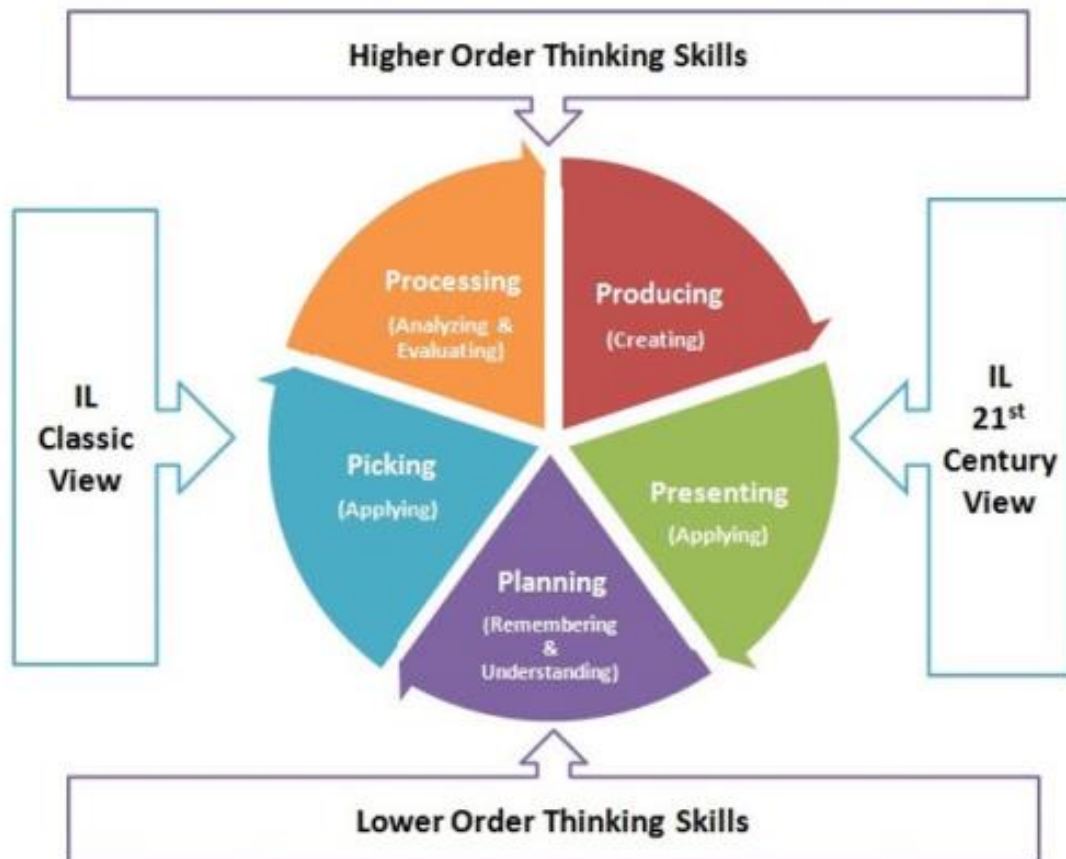 Higher Order Thinking Skills
Processing
(Analyzing &
Evaluating)
Producing
(Creating)
IL
Classic
View
IL
21st
Century
View
Picking
(Applying)
Presenting
(Applying)
Planning
(Remembering
&
Understanding)
Lower Order Thinking Skills